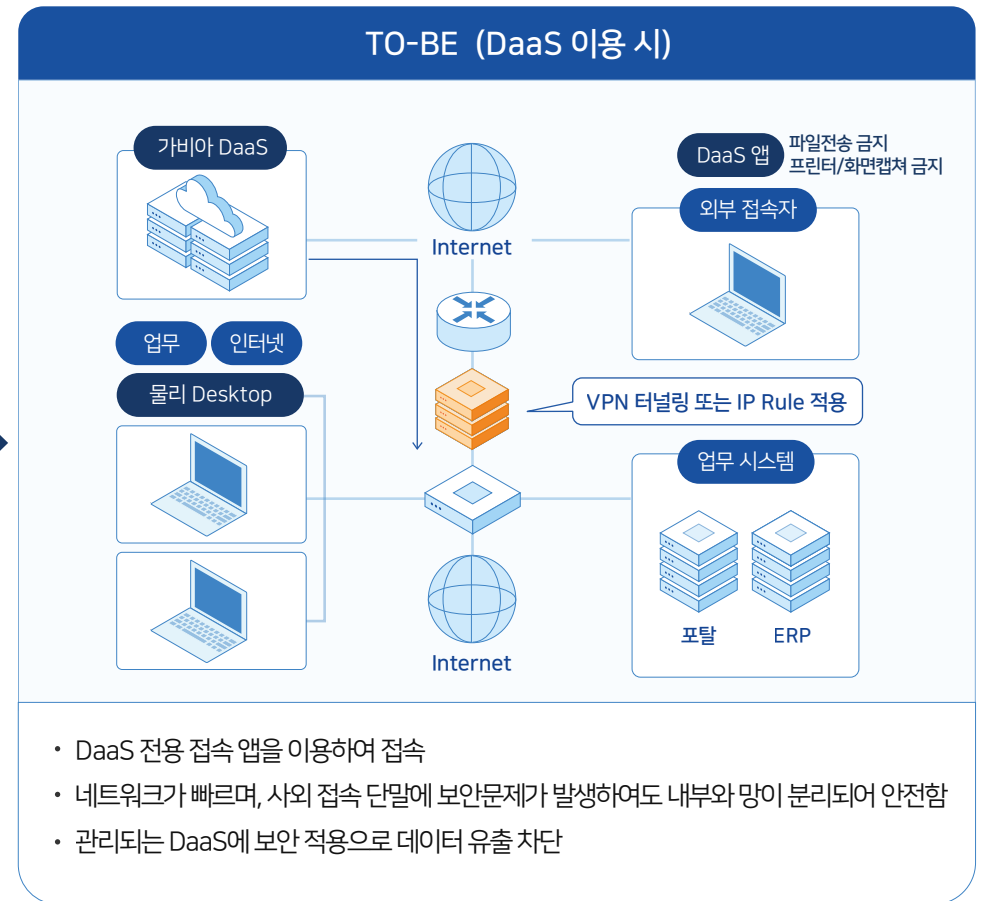 TO-BE (DaaS 이용 시)
가비아 DaaS
Internet
DaaS 앱
파일전송 금지
프린터/화면캡쳐 금지
외부 접속자
업무
인터넷
물리 Desktop
VPN 터널링 또는 IP Rule 적용
업무 시스템
포탈
ERP
Internet
• DaaS 전용 접속 앱을 이용하여 접속
• 네트워크가 빠르며, 사외 접속 단말에 보안문제가 발생하여도 내부와 망이 분리되어 안전함
• 관리되는 DaaS에 보안 적용으로 데이터 유출 차단